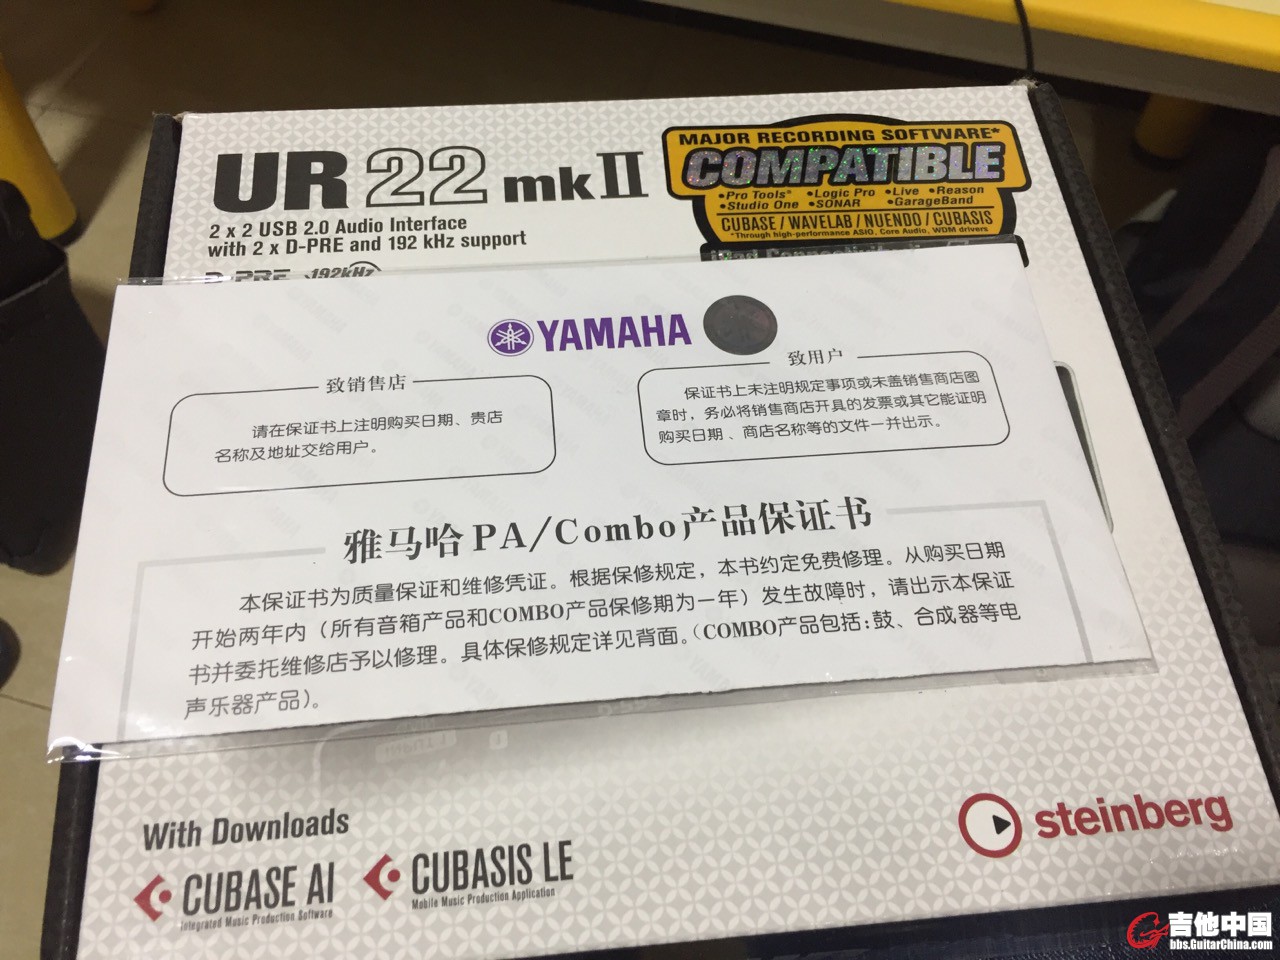 UR 22 mkII
2 x 2 USB 2.0 Audio Interface
with 2 x D-PRE and 192 kHz support
D-PRE 192kHz
MAJOR RECORDING SOFTWARE*
COMPATIBLE
•Pro Tools* •Logic Pro •Live •Reason
•Studio One •SONAR •GarageBand
CUBASE / WAVELAB / NUENDO / CUBASIS
*Through high-performance ASIO, Core Audio, WDM drivers
YAMAHA
致销售店
请在保证书上注明购买日期、贵店
名称及地址交给用户。
致用户
保证书上未注明规定事项或未盖销售商店图
章时，务必将销售商店开具的发票或其它能证明
购买日期、商店名称等的文件一并出示。
雅马哈PA/Combo产品保证书
本保证书为质量保证和维修凭证。根据保修规定，本书约定免费修理。从购买日期
开始两年内（所有音箱产品和COMBO产品保修期为一年）发生故障时，请出示本保证
书并委托维修店予以修理。具体保修规定详见背面。（COMBO产品包括：鼓、合成器等电
声乐器产品）。
With Downloads
CUBASE AI
Integrated Music Production Software
CUBASIS LE
Mobile Music Production Application
steinberg
吉他中国
bbs.GuitarChina.com